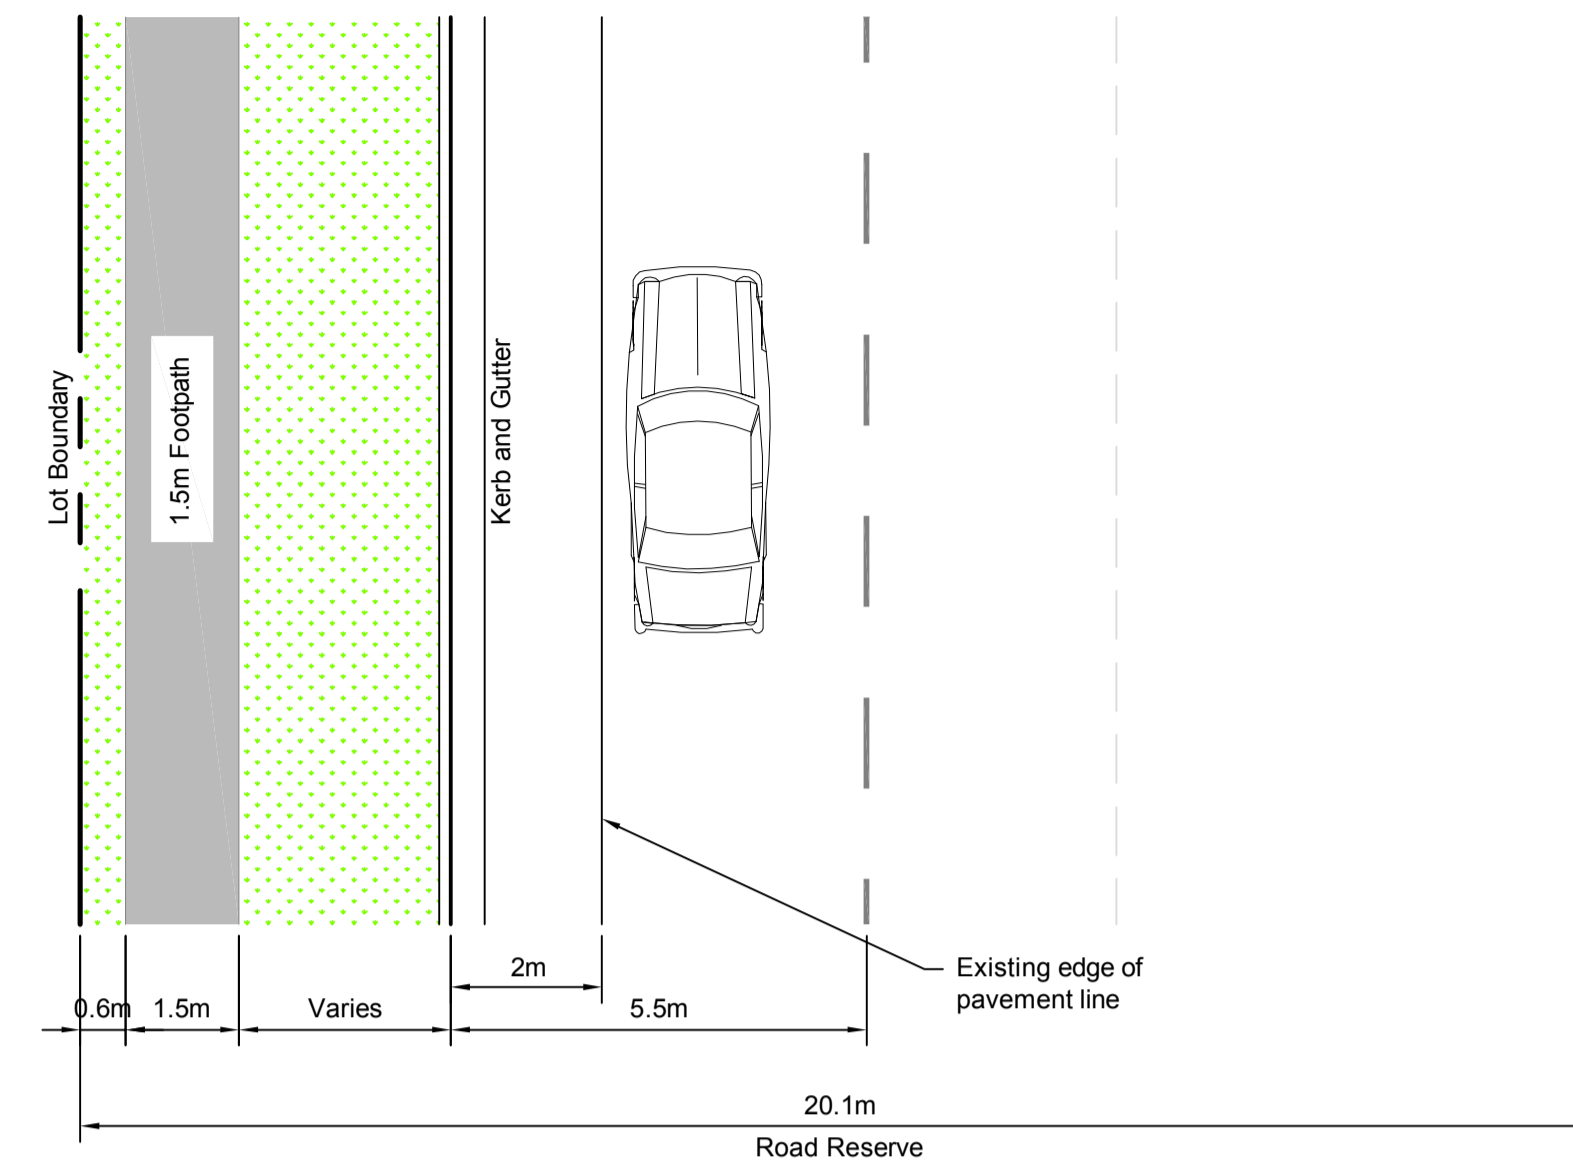 Lot Boundary
1.5m Footpath
Kerb and Gutter
Existing edge of
pavement line
2m
0.6m
1.5m
Varies
5.5m
20.1m
Road Reserve